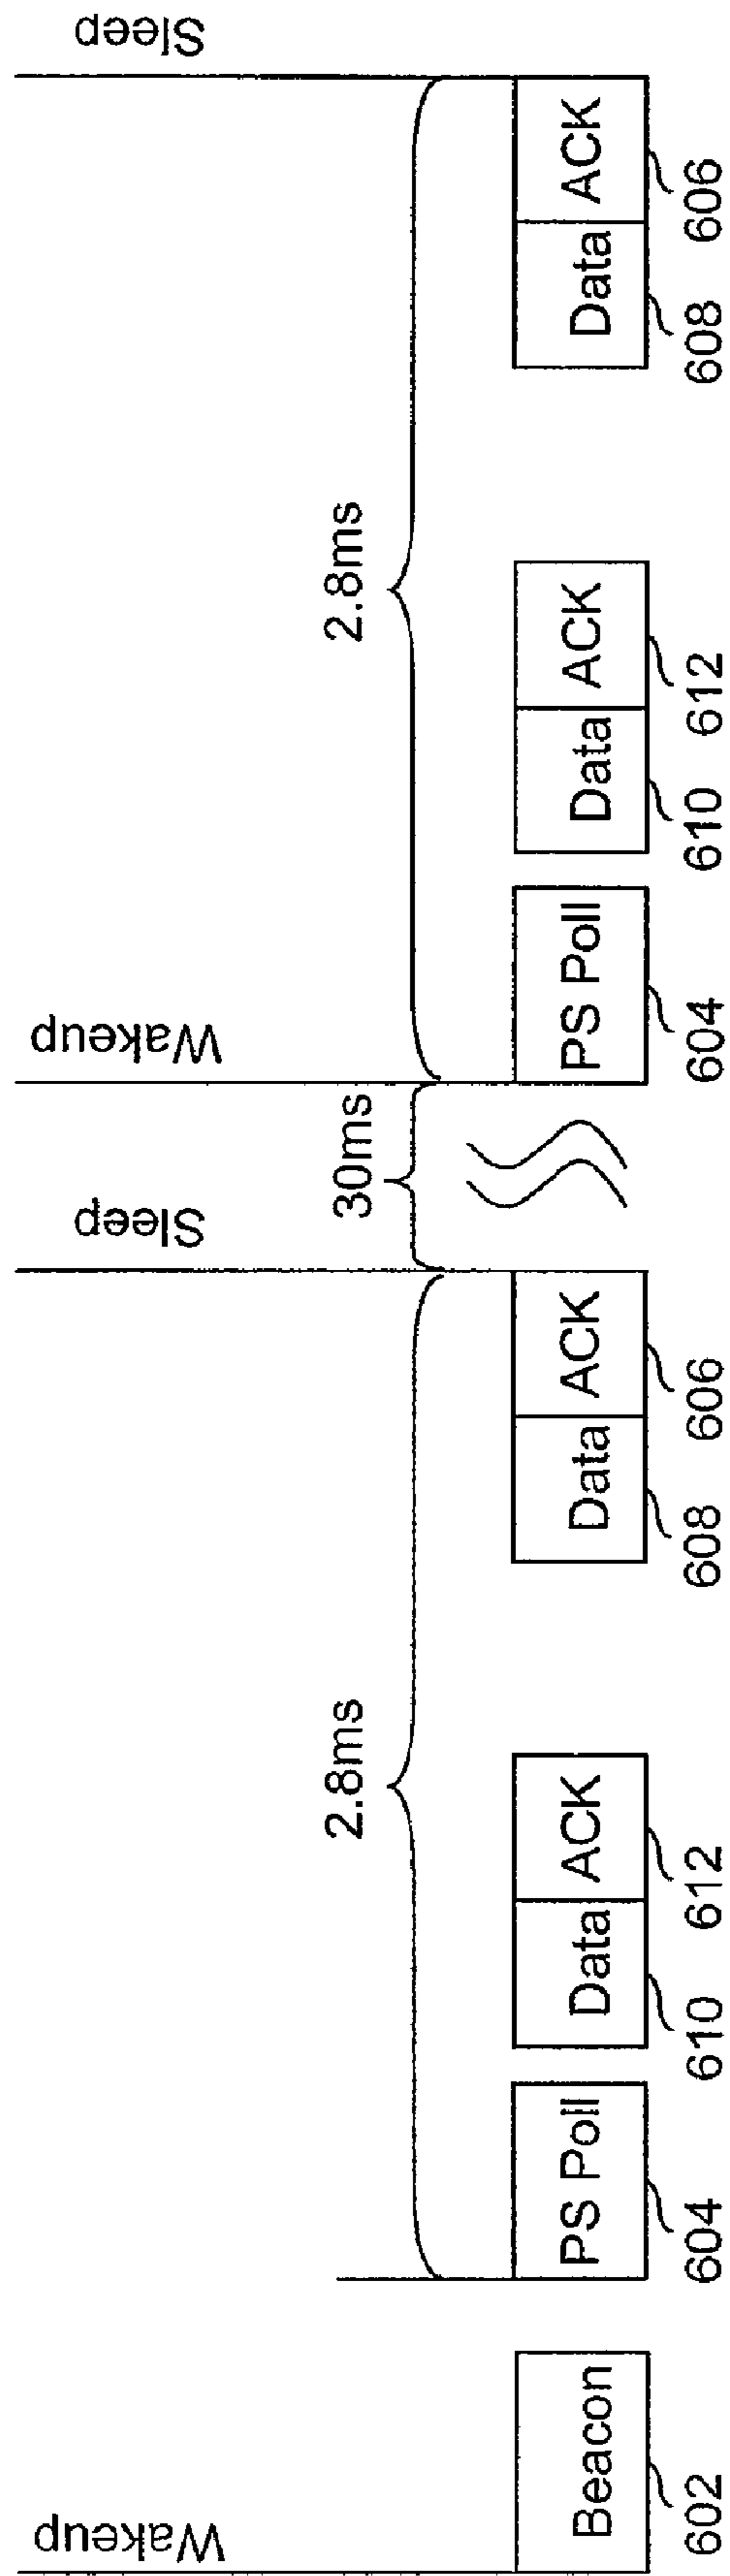 Wakeup
Sleep
Wakeup
Sleep
2.8ms
30ms
2.8ms
Beacon
PS Poll
Data
ACK
Data
ACK
PS Poll
Data
ACK
Data
ACK
602
604
610
612
608
606
604
610
612
608
606